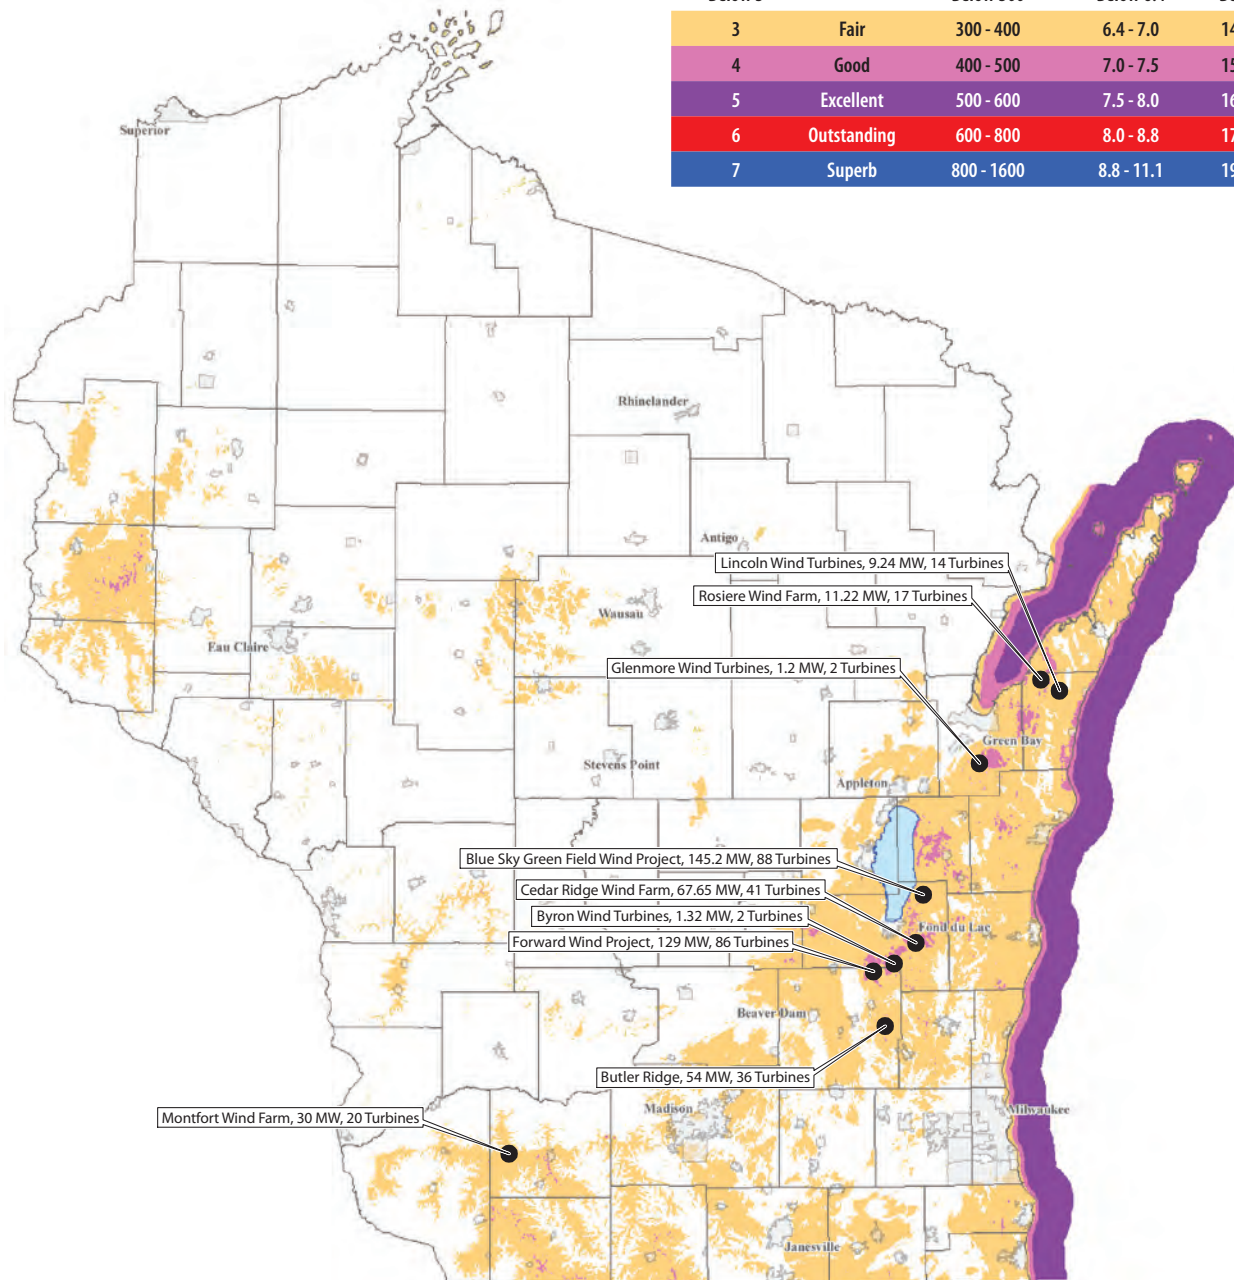 3 Fair 300 - 400 6.4 - 7.0 14
4 Good 400 - 500 7.0 - 7.5 15
5 Excellent 500 - 600 7.5 - 8.0 16
6 Outstanding 600 - 800 8.0 - 8.8 17
7 Superb 800 - 1600 8.8 - 11.1 19
Superior
Rhinelander
Antigo
Lincoln Wind Turbines, 9.24 MW, 14 Turbines
Rosiere Wind Farm, 11.22 MW, 17 Turbines
Wausau
Eau Claire
Glenmore Wind Turbines, 1.2 MW, 2 Turbines
Green Bay
Stevens Point
Appleton
Blue Sky Green Field Wind Project, 145.2 MW, 88 Turbines
Cedar Ridge Wind Farm, 67.65 MW, 41 Turbines
Byron Wind Turbines, 1.32 MW, 2 Turbines
Fond du Lac
Forward Wind Project, 129 MW, 86 Turbines
Beaver Dam
Butler Ridge, 54 MW, 36 Turbines
Madison
Milwaukee
Montfort Wind Farm, 30 MW, 20 Turbines
Janesville